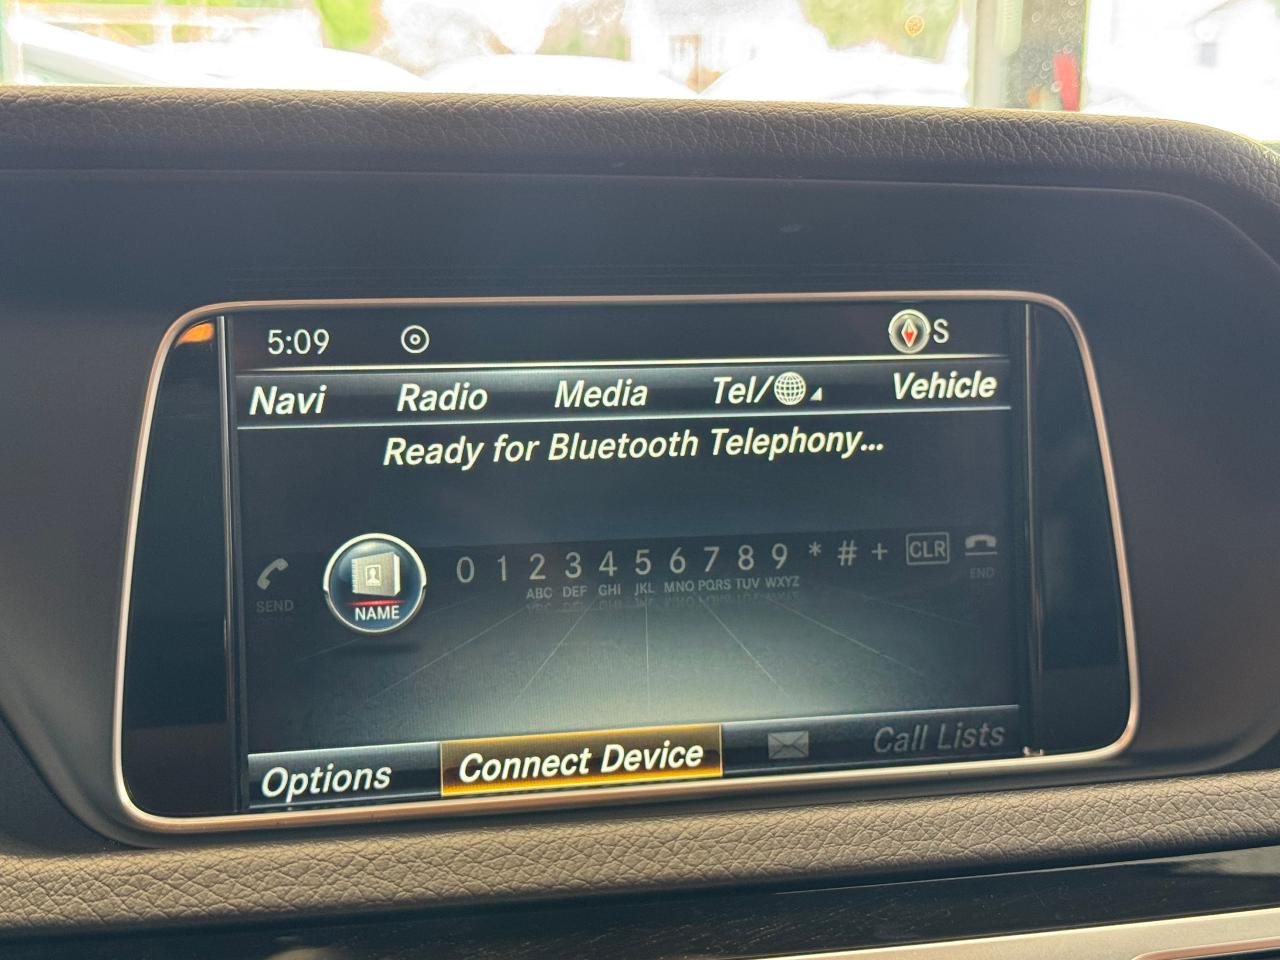 5:09 S
Navi Radio Media Tel/ Vehicle
Ready for Bluetooth Telephony...
SEND NAME 0 1 2 3 4 5 6 7 8 9 * # + CLR END
ABC DEF GHI JKL MNO PQRS TUV WXYZ
Options Connect Device Call Lists